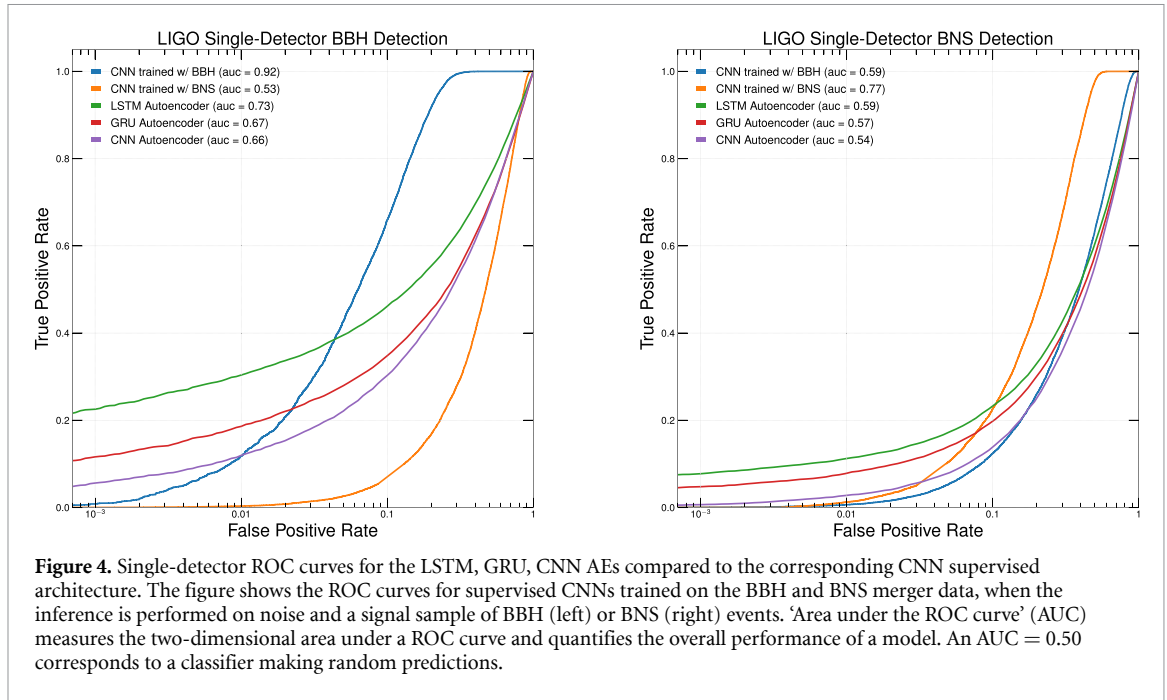 LIGO Single-Detector BBH Detection
CNN trained w/ BBH (auc = 0.92)
CNN trained w/ BNS (auc = 0.53)
LSTM Autoencoder (auc = 0.73)
GRU Autoencoder (auc = 0.67)
CNN Autoencoder (auc = 0.66)
True Positive Rate
1.0
0.8
0.6
0.4
0.2
0.0
10⁻³
0.01
0.1
1
False Positive Rate
LIGO Single-Detector BNS Detection
CNN trained w/ BBH (auc = 0.59)
CNN trained w/ BNS (auc = 0.77)
LSTM Autoencoder (auc = 0.59)
GRU Autoencoder (auc = 0.57)
CNN Autoencoder (auc = 0.54)
True Positive Rate
1.0
0.8
0.6
0.4
0.2
0.0
10⁻³
0.01
0.1
1
False Positive Rate
Figure 4. Single-detector ROC curves for the LSTM, GRU, CNN AEs compared to the corresponding CNN supervised
architecture. The figure shows the ROC curves for supervised CNNs trained on the BBH and BNS merger data, when the
inference is performed on noise and a signal sample of BBH (left) or BNS (right) events. ‘Area under the ROC curve’ (AUC)
measures the two-dimensional area under a ROC curve and quantifies the overall performance of a model. An AUC = 0.50
corresponds to a classifier making random predictions.